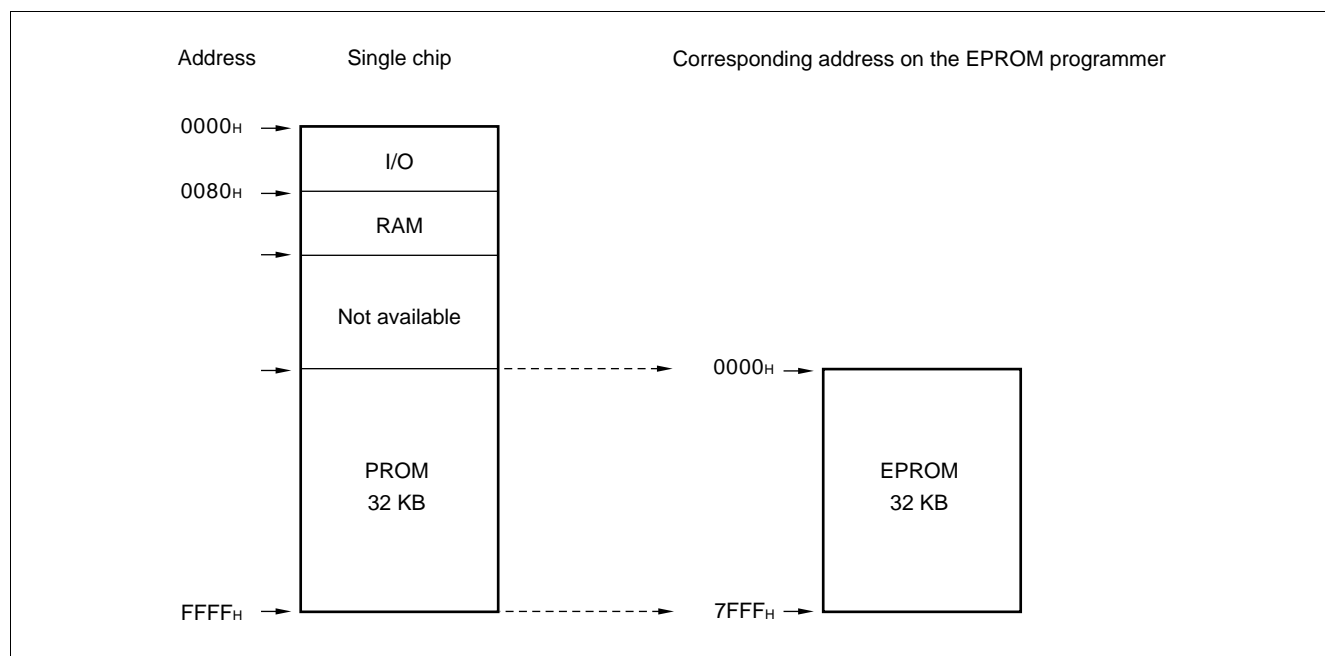 Address Single chip Corresponding address on the EPROM programmer
0000H
I/O
0080H
RAM
Not available
0000H
PROM
32 KB
EPROM
32 KB
FFFFH
7FFFH